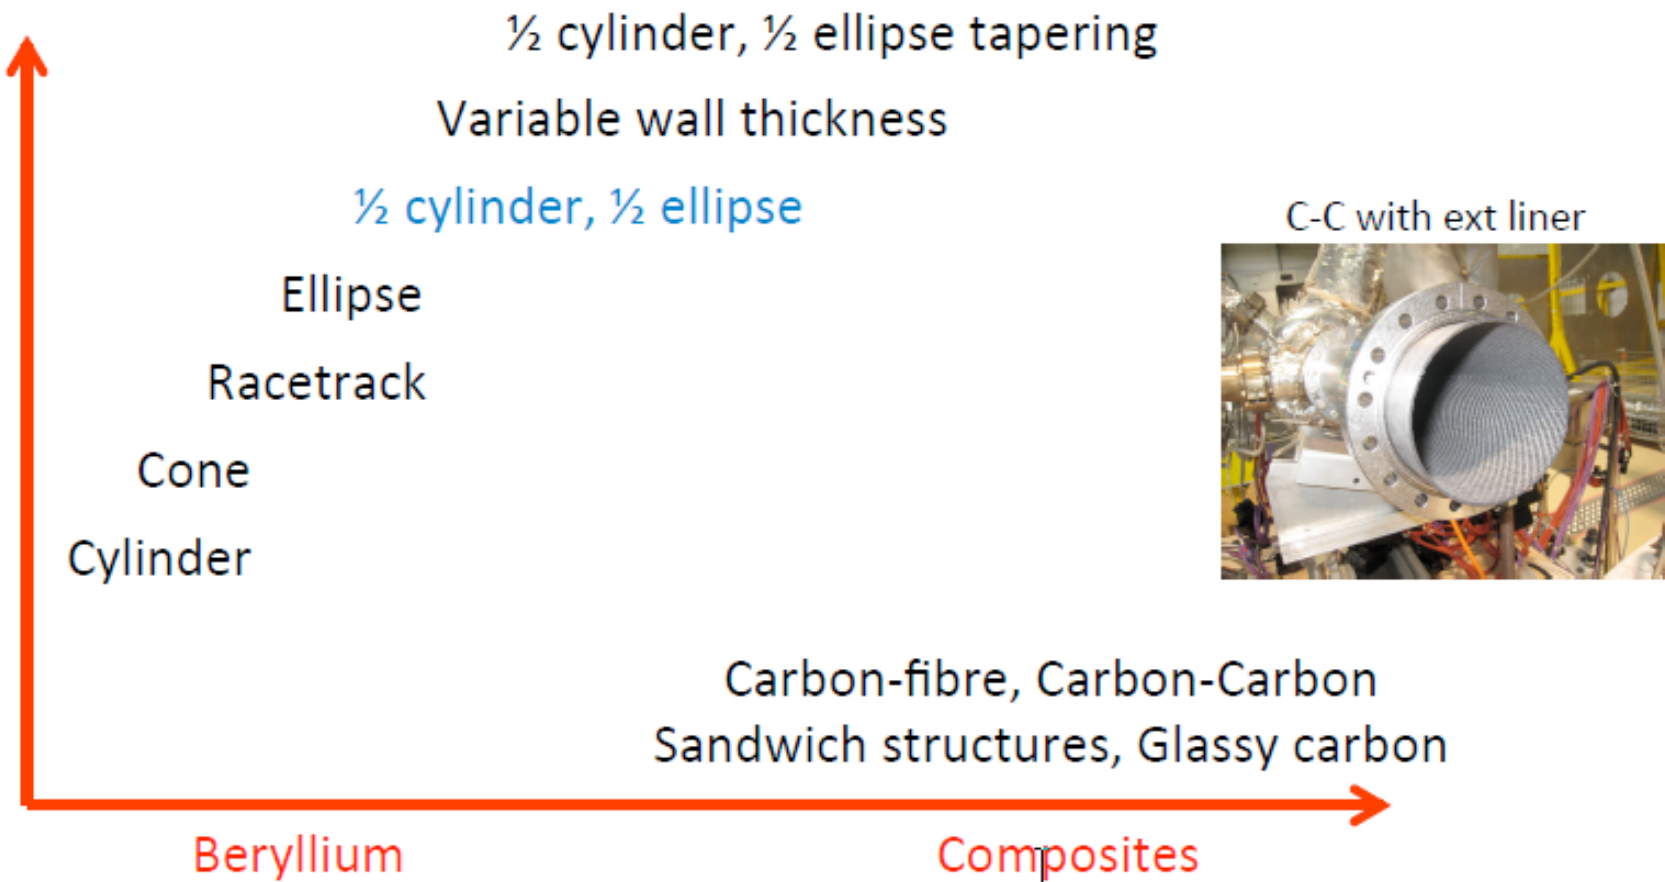 ½ cylinder, ½ ellipse tapering
Variable wall thickness
½ cylinder, ½ ellipse
C-C with ext liner
Ellipse
Racetrack
Cone
Cylinder
Carbon-fibre, Carbon-Carbon
Sandwich structures, Glassy carbon
Beryllium
Composites